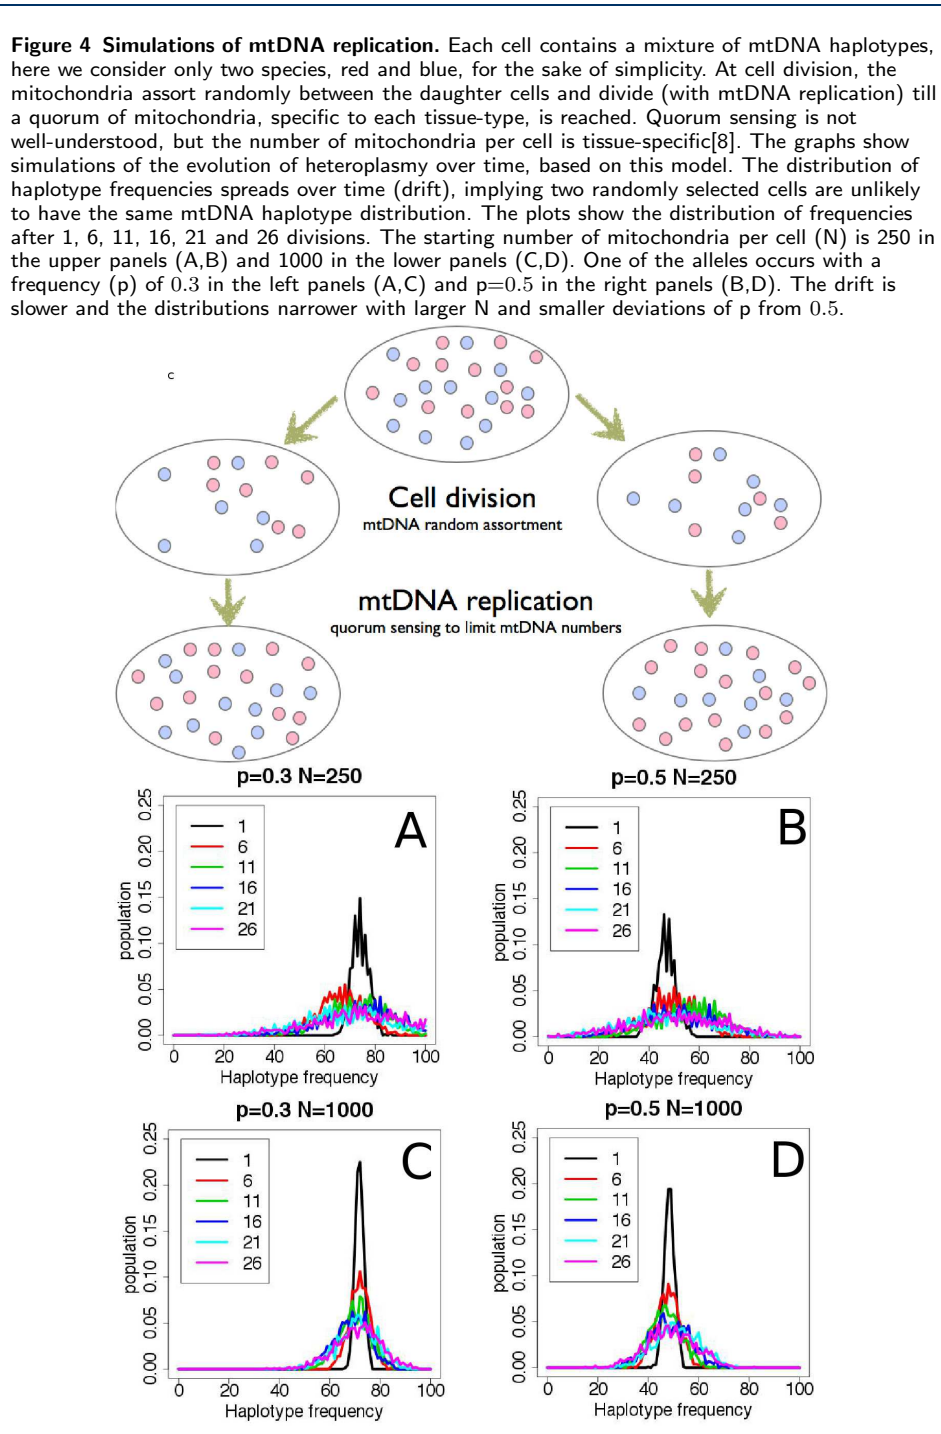 Figure 4 Simulations of mtDNA replication. Each cell contains a mixture of mtDNA haplotypes,
here we consider only two species, red and blue, for the sake of simplicity. At cell division, the
mitochondria assort randomly between the daughter cells and divide (with mtDNA replication) till
a quorum of mitochondria, specific to each tissue-type, is reached. Quorum sensing is not
well-understood, but the number of mitochondria per cell is tissue-specific[8]. The graphs show
simulations of the evolution of heteroplasmy over time, based on this model. The distribution of
haplotype frequencies spreads over time (drift), implying two randomly selected cells are unlikely
to have the same mtDNA haplotype distribution. The plots show the distribution of frequencies
after 1, 6, 11, 16, 21 and 26 divisions. The starting number of mitochondria per cell (N) is 250 in
the upper panels (A,B) and 1000 in the lower panels (C,D). One of the alleles occurs with a
frequency (p) of 0.3 in the left panels (A,C) and p=0.5 in the right panels (B,D). The drift is
slower and the distributions narrower with larger N and smaller deviations of p from 0.5.
c
Cell division
mtDNA random assortment
mtDNA replication
quorum sensing to limit mtDNA numbers
p=0.3 N=250
A
1
6
11
16
21
26
population
0.00 0.05 0.10 0.15 0.20 0.25
0 20 40 60 80 100
Haplotype frequency
p=0.5 N=250
B
1
6
11
16
21
26
population
0.00 0.05 0.10 0.15 0.20 0.25
0 20 40 60 80 100
Haplotype frequency
p=0.3 N=1000
C
1
6
11
16
21
26
population
0.00 0.05 0.10 0.15 0.20 0.25
0 20 40 60 80 100
Haplotype frequency
p=0.5 N=1000
D
1
6
11
16
21
26
population
0.00 0.05 0.10 0.15 0.20 0.25
0 20 40 60 80 100
Haplotype frequency